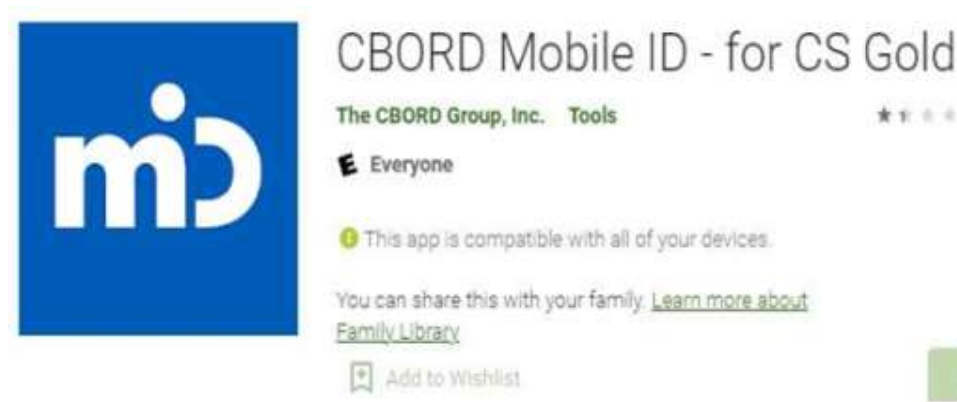 mid
CBORD Mobile ID - for CS Gold
The CBORD Group, Inc. Tools
E Everyone
This app is compatible with all of your devices.
You can share this with your family. Learn more about
Family Library
Add to Wishlist